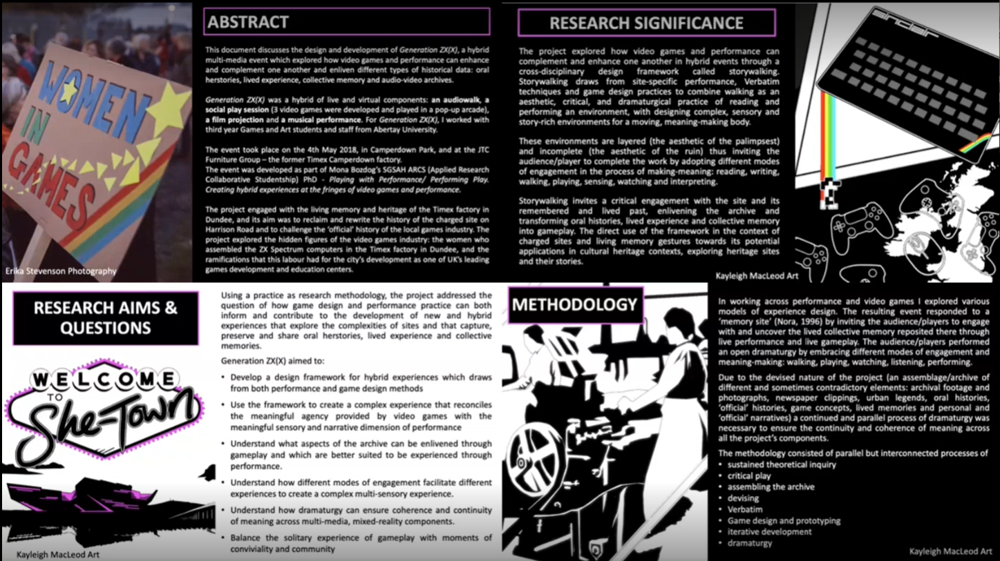 WOMEN
IN
GAMES
Erika Stevenson Photography
ABSTRACT
This document discusses the design and development of Generation ZX(X), a hybrid
multi-media event which explored how video games and performance can enhance
and complement one another and enliven different types of historical data: oral
herstories, lived experience, collective memory and audio-video archives.
Generation ZX(X) was a hybrid of live and virtual components: an audiowalk, a
social play session (3 video games were developed and played in a pop-up arcade),
a film projection and a musical performance. For Generation ZX(X), I worked with
third year Games and Art students and staff from Abertay University.
The event took place on the 4th May 2018, in Camperdown Park, and at the JTC
Furniture Group – the former Timex Camperdown factory.
The event was developed as part of Mona Bozdog's SGSAH ARCS (Applied Research
Collaborative Studentship) PhD - Playing with Performance/ Performing Play.
Creating hybrid experiences at the fringes of video games and performance.
The project engaged with the living memory and heritage of the Timex factory in
Dundee, and its aim was to reclaim and rewrite the history of the charged site on
Harrison Road and to challenge the 'official' history of the local games industry. The
project explored the hidden figures of the video games industry: the women who
assembled the ZX Spectrum computers in the Timex factory in Dundee, and the
ramifications that this labour had for the city's development as one of UK's leading
games development and education centers.
RESEARCH SIGNIFICANCE
The project explored how video games and performance can
complement and enhance one another in hybrid events through a
cross-disciplinary design framework called storywalking.
Storywalking draws from site-specific performance, Verbatim
techniques and game design practices to combine walking as an
aesthetic, critical, and dramaturgical practice of reading and
performing an environment, with designing complex, sensory and
story-rich environments for a moving, meaning-making body.
These environments are layered (the aesthetic of the palimpsest)
and incomplete (the aesthetic of the ruin) thus inviting the
audience/player to complete the work by adopting different modes
of engagement in the process of making-meaning: reading, writing,
walking, playing, sensing, watching and interpreting.
Storywalking invites a critical engagement with the site and its
remembered and lived past, enlivening the archive and
transforming oral histories, lived experience and collective memory
into gameplay. The direct use of the framework in the context of
charged sites and living memory gestures towards its potential
applications in cultural heritage contexts, exploring heritage sites
and their stories.
sinclair
Kayleigh MacLeod Art
RESEARCH AIMS &
QUESTIONS
WELCOME
TO
She-Town
Kayleigh MacLeod Art
Using a practice as research methodology, the project addressed the
question of how game design and performance practice can both
inform and contribute to the development of new and hybrid
experiences that explore the complexities of sites and that capture,
preserve and share oral herstories, lived experience and collective
memories.
Generation ZX(X) aimed to:
• Develop a design framework for hybrid experiences which draws
from both performance and game design methods
• Use the framework to create a complex experience that reconciles
the meaningful agency provided by video games with the
meaningful sensory and narrative dimension of performance
• Understand what aspects of the archive can be enlivened through
gameplay and which are better suited to be experienced through
performance.
• Understand how different modes of engagement facilitate different
experiences to create a complex multi-sensory experience.
• Understand how dramaturgy can ensure coherence and continuity
of meaning across multi-media, mixed-reality components.
• Balance the solitary experience of gameplay with moments of
conviviality and community
METHODOLOGY
In working across performance and video games I explored various
models of experience design. The resulting event responded to a
'memory site' (Nora, 1996) by inviting the audience/players to engage
with and uncover the lived collective memory reposited there through
live performance and live gameplay. The audience/players performed
an open dramaturgy by embracing different modes of engagement and
meaning-making: walking, playing, watching, listening, performing.
Due to the devised nature of the project (an assemblage/archive of
different and sometimes contradictory elements: archival footage and
photographs, newspaper clippings, urban legends, oral histories,
'official' histories, game concepts, lived memories and personal and
'official' narratives) a continued and parallel process of dramaturgy was
necessary to ensure the continuity and coherence of meaning across
all the project's components.
The methodology consisted of parallel but interconnected processes of
• sustained theoretical inquiry
• critical play
• assembling the archive
• devising
• Verbatim
• Game design and prototyping
• iterative development
• dramaturgy
Kayleigh MacLeod Art